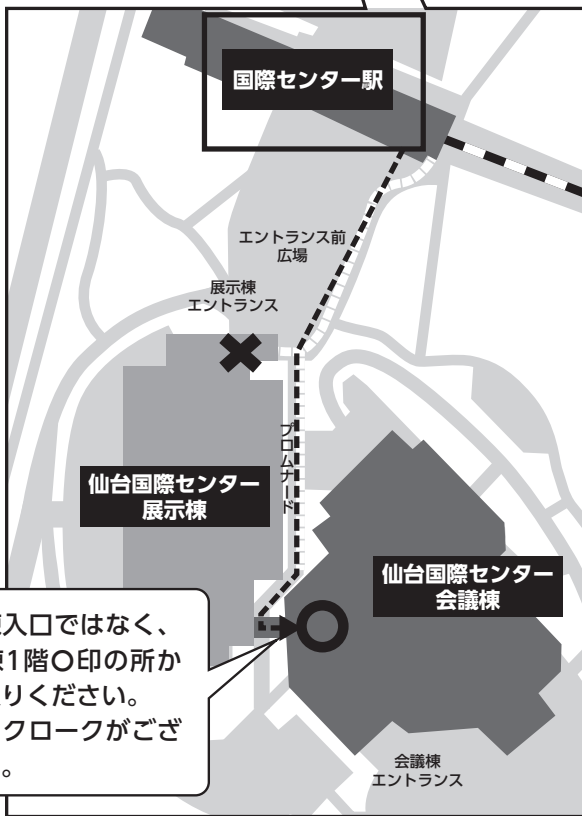 国際センター駅
エントランス前
広場
展示棟
エントランス
プロムナード
仙台国際センター
展示棟
仙台国際センター
会議棟
入口ではなく、
1階〇印の所か
りください。
クロークがござ
。
会議棟
エントランス